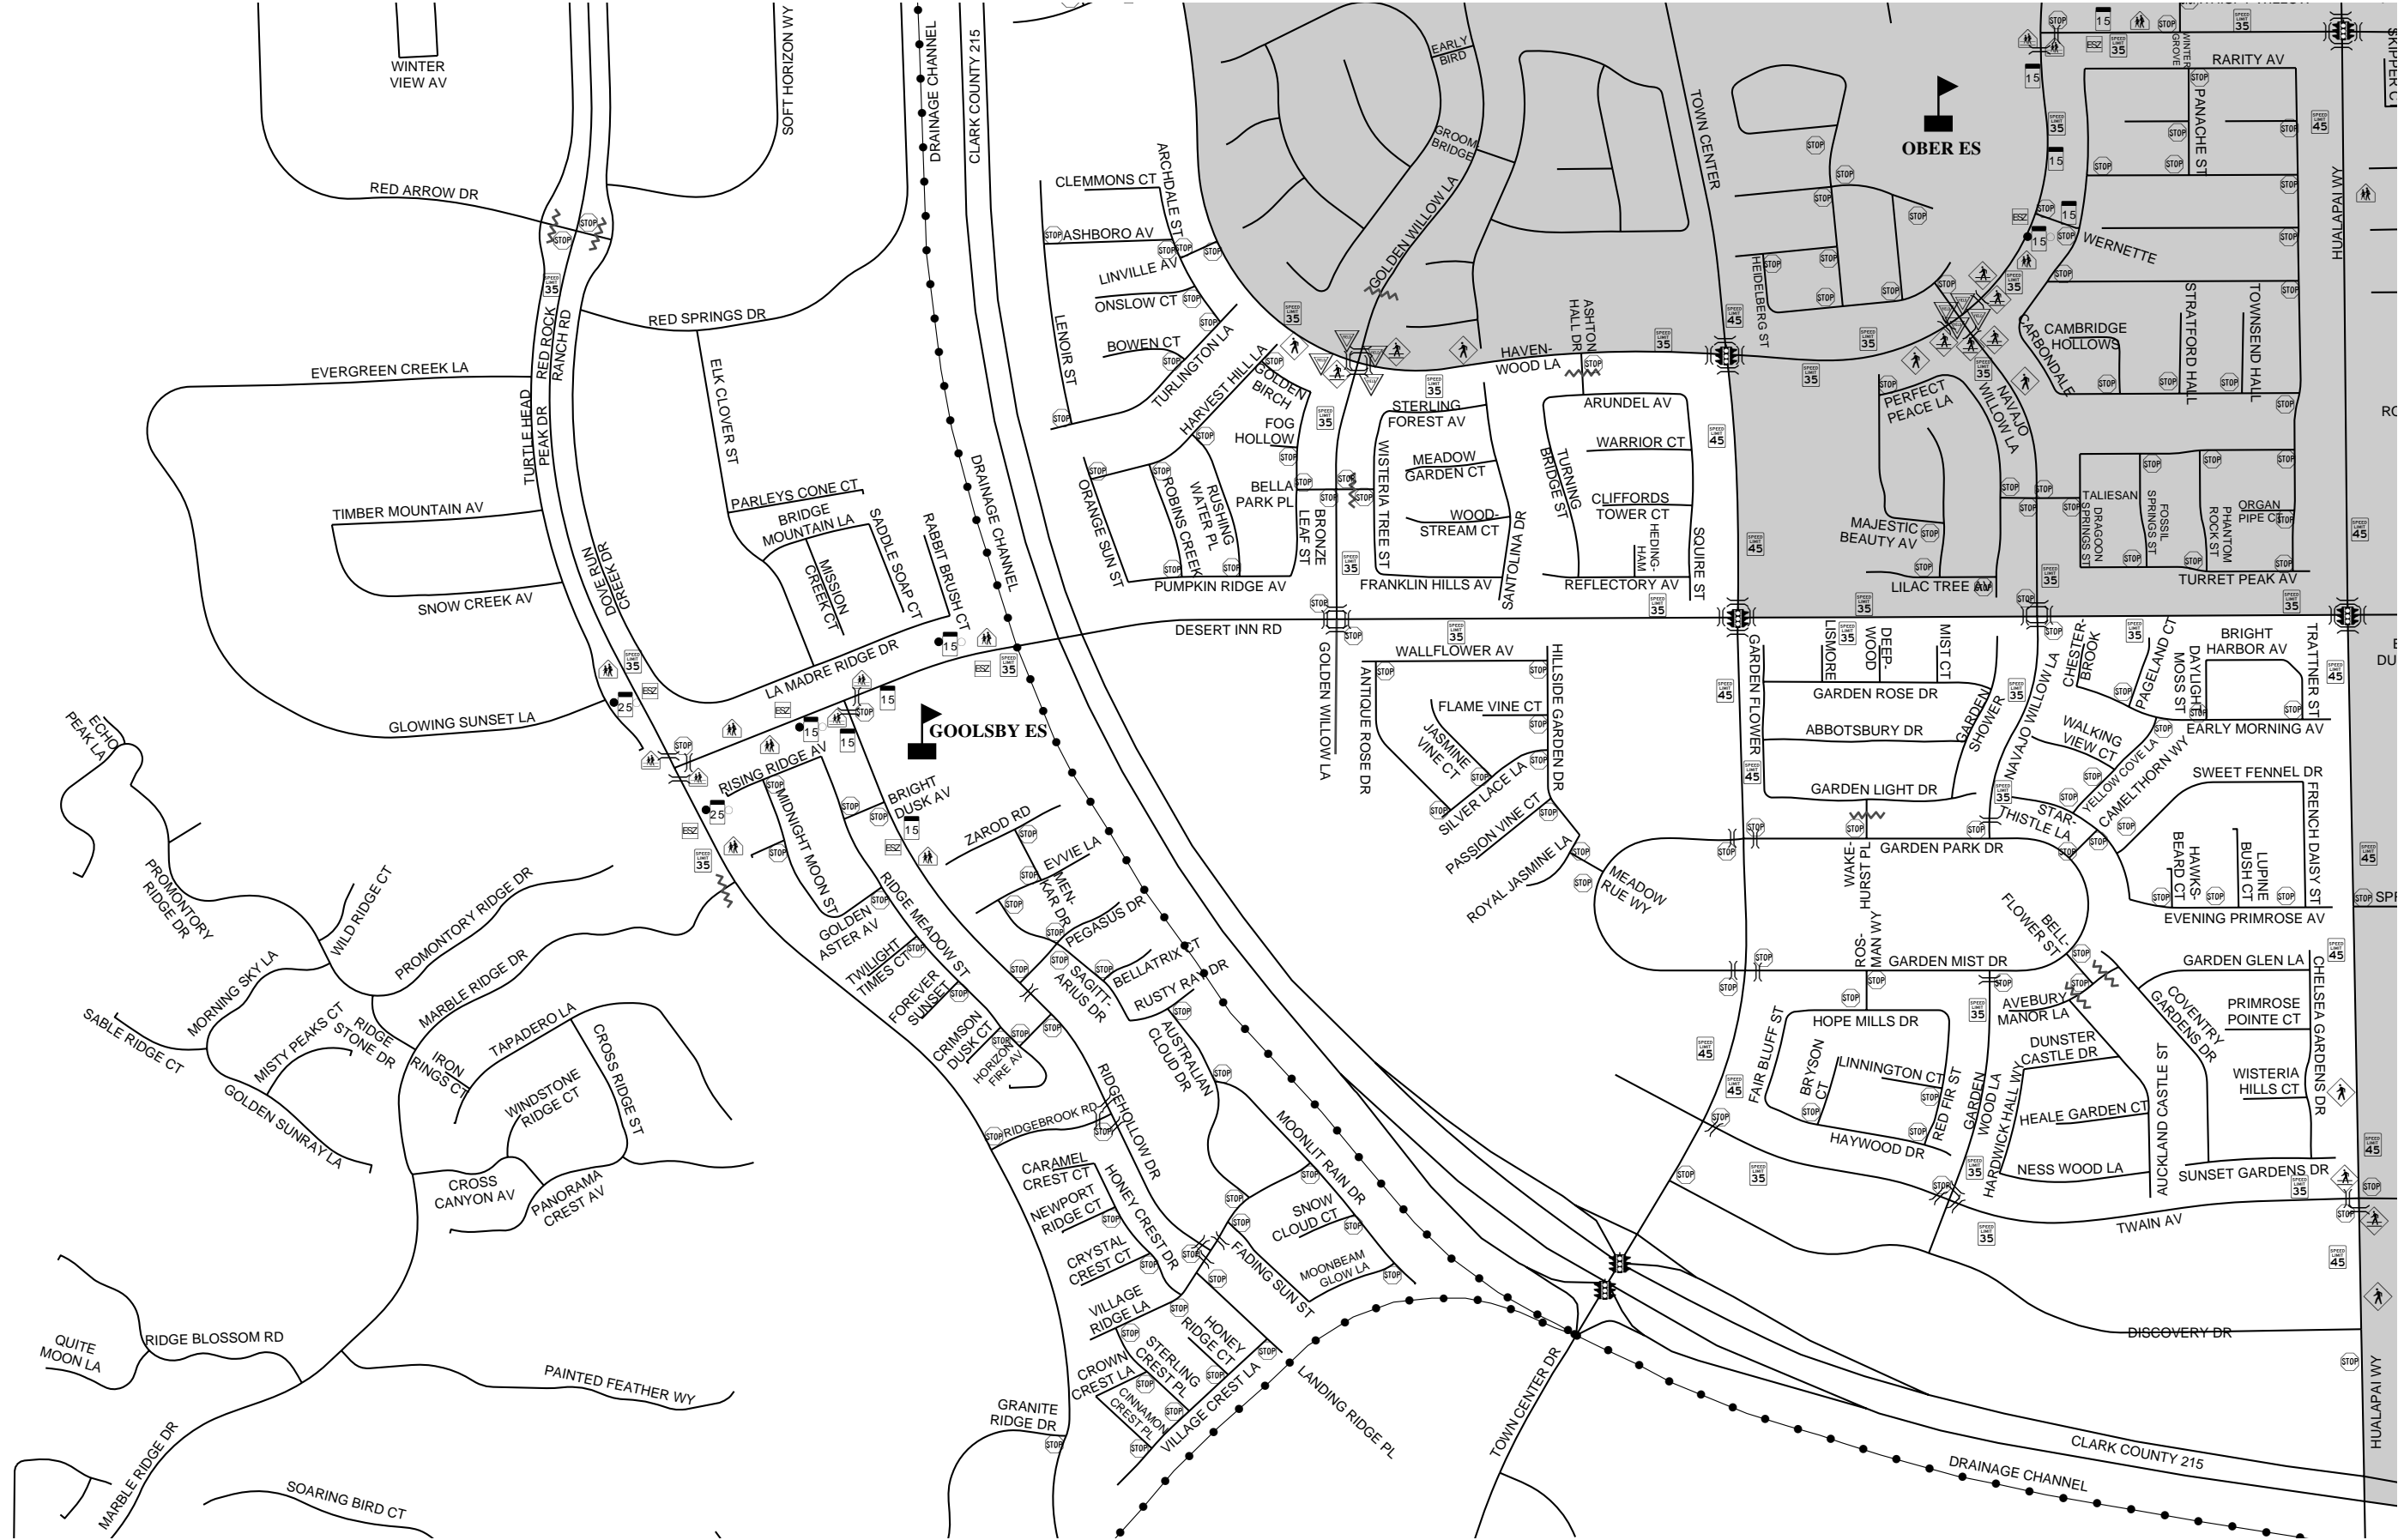 WINTER
VIEW AV
SOFT HORIZON WY
DRAINAGE CHANNEL
CLARK COUNTY 215
RED ARROW DR
RED ROCK
RANCH RD
RED SPRINGS DR
EVERGREEN CREEK LA
TURTLE HEAD
PEAK DR
ELK CLOVER ST
PARLEYS CONE CT
BRIDGE
MOUNTAIN LA
SADDLE SOAP CT
RABBIT BRUSH CT
MISSION
CREEK CT
TIMBER MOUNTAIN AV
SNOW CREEK AV
DOVE RUN
CREEK DR
LA MADRE RIDGE DR
GLOWING SUNSET LA
DRAINAGE CHANNEL
CLEMMONS CT
ARCHDALE ST
ASHBORO AV
LINVILLE AV
ONSLOW CT
BOWEN CT
LENOIR ST
TURLINGTON LA
HARVEST HILL LA
GOLDEN
BIRCH
FOG
HOLLOW
ORANGE SUN ST
ROBINS CREEK
RUSHING
WATER PL
BELLA
PARK PL
BRONZE
LEAF ST
PUMPKIN RIDGE AV
EARLY
BIRD
GROOM
BRIDGE
GOLDEN WILLOW LA
TOWN CENTER
ASHTON
HALL DR
HAVEN-
WOOD LA
STERLING
FOREST AV
MEADOW
GARDEN CT
WISTERIA TREE ST
WOOD-
STREAM CT
SANTOLINA DR
FRANKLIN HILLS AV
ARUNDEL AV
WARRIOR CT
TURNING
BRIDGE ST
CLIFFORDS
TOWER CT
HEDING-
HAM
SQUIRE ST
REFLECTORY AV
DESERT INN RD
OBER ES
HEIDELBERG ST
RARITY AV
WINTER
GROVE
PANACHE ST
HUALAPAI WY
WERNETTE
CAMBRIDGE
HOLLOWS
CARBONDALE
STRATFORD HALL
TOWNSEND HALL
PERFECT
PEACE LA
NAVAJO
WILLOW LA
MAJESTIC
BEAUTY AV
LILAC TREE AV
TALIESAN
DRAGOON
SPRINGS ST
FOSSIL
SPRINGS ST
PHANTOM
ROCK ST
ORGAN
PIPE CT
TURRET PEAK AV
GOOLSBY ES
ECHO
PEAK LA
RISING RIDGE AV
MIDNIGHT MOON ST
BRIGHT
DUSK AV
ZAROD RD
EVVIE LA
MEN-
KAR DR
PEGASUS DR
SAGITT-
ARIUS DR
BELLATRIX CT
RUSTY RAY DR
AUSTRALIAN
CLOUD DR
RIDGE MEADOW ST
GOLDEN
ASTER AV
TWILIGHT
TIMES CT
FOREVER
SUNSET
CRIMSON
DUSK CT
HORIZON
FIRE AV
RIDGEBROOK RD
RIDGEHOLLOW DR
PROMONTORY
RIDGE DR
WILD RIDGE CT
PROMONTORY RIDGE DR
MARBLE RIDGE DR
MORNING SKY LA
SABLE RIDGE CT
MISTY PEAKS CT
RIDGE
STONE DR
GOLDEN SUNRAY LA
IRON
RINGS CT
TAPADERO LA
WINDSTONE
RIDGE CT
CROSS RIDGE ST
CROSS
CANYON AV
PANORAMA
CREST AV
QUITE
MOON LA
RIDGE BLOSSOM RD
PAINTED FEATHER WY
MARBLE RIDGE DR
SOARING BIRD CT
GRANITE
RIDGE DR
CARAMEL
CREST CT
NEWPORT
RIDGE CT
HONEY CREST DR
CRYSTAL
CREST CT
VILLAGE
RIDGE LA
HONEY
RIDGE CT
STERLING
CREST PL
CROWN
CREST LA
CINNAMON
CREST PL
VILLAGE CREST LA
LANDING RIDGE PL
MOONLIT RAIN DR
SNOW
CLOUD CT
FADING SUN ST
MOONBEAM
GLOW LA
GOLDEN WILLOW LA
WALLFLOWER AV
ANTIQUE ROSE DR
FLAME VINE CT
JASMINE
VINE CT
HILLSIDE GARDEN DR
SILVER LACE LA
PASSION VINE CT
ROYAL JASMINE LA
MEADOW
RUE WY
GARDEN FLOWER
LISMORE
DEEP-
WOOD
MIST CT
GARDEN ROSE DR
ABBOTSBURY DR
GARDEN
SHOWER
GARDEN LIGHT DR
GARDEN PARK DR
WAKE-
HURST PL
ROS-
MAN WY
GARDEN MIST DR
BELL-
FLOWER ST
NAVAJO WILLOW LA
CHESTER-
BROOK
PAGELAND CT
DAYLIGHT
MOSS ST
BRIGHT
HARBOR AV
TRATTNER ST
EARLY MORNING AV
WALKING
VIEW CT
YELLOW COVE LA
CAMELTHORN WY
STAR-
THISTLE LA
SWEET FENNEL DR
FRENCH DAISY ST
HAWKS-
BEARD CT
LUPINE
BUSH CT
EVENING PRIMROSE AV
GARDEN GLEN LA
AVEBURY
MANOR LA
COVENTRY
GARDENS DR
PRIMROSE
POINTE CT
CHELSEA GARDENS DR
DUNSTER
CASTLE DR
WISTERIA
HILLS CT
HEALE GARDEN CT
AUCKLAND CASTLE ST
NESS WOOD LA
SUNSET GARDENS DR
HOPE MILLS DR
FAIR BLUFF ST
BRYSON
CT
LINNINGTON CT
RED FIR ST
HAYWOOD DR
GARDEN
WOOD LA
HARDWICK HALL WY
TWAIN AV
DISCOVERY DR
TOWN CENTER DR
CLARK COUNTY 215
DRAINAGE CHANNEL
HUALAPAI WY
STOP
SPEED
LIMIT
35
SPEED
LIMIT
45
ESZ
15
25